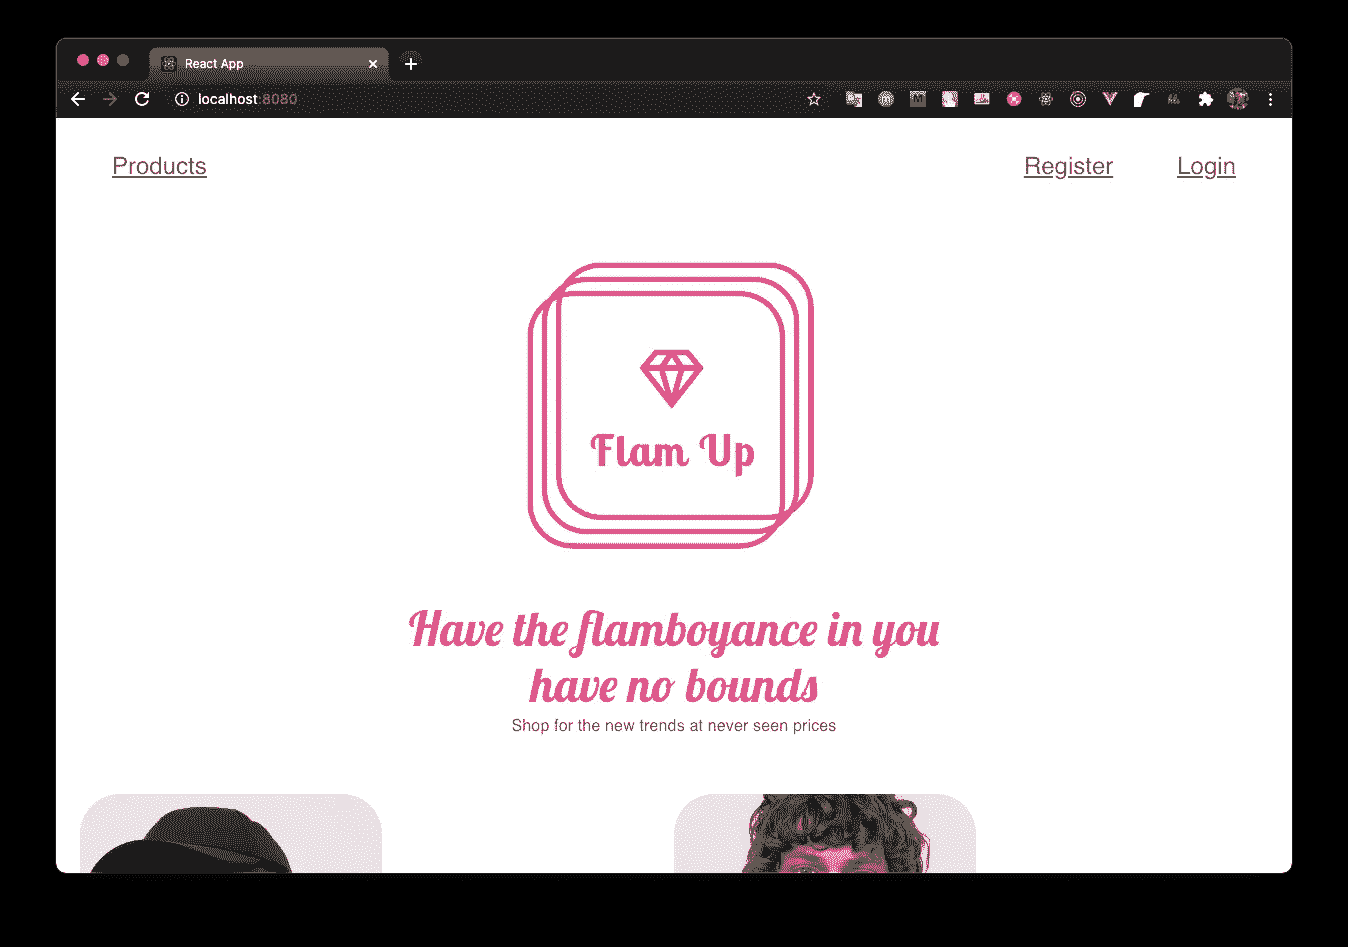 React App
localhost:8080
Products
Register
Login
Flam Up
Have the flamboyance in you
have no bounds
Shop for the new trends at never seen prices